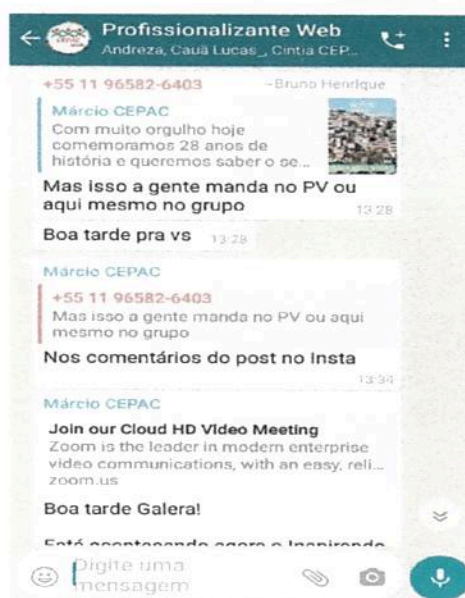 Profissionalizante Web
Andreza, Cauã Lucas_, Cintia CEP...
+55 11 96582-6403 ~Bruno Henrique
Márcio CEPAC
Com muito orgulho hoje
comemoramos 28 anos de
história e queremos saber o se...
Mas isso a gente manda no PV ou
aqui mesmo no grupo
13:28
Boa tarde pra vs 13:28
Márcio CEPAC
+55 11 96582-6403
Mas isso a gente manda no PV ou aqui
mesmo no grupo
Nos comentários do post no Insta
13:34
Márcio CEPAC
Join our Cloud HD Video Meeting
Zoom is the leader in modern enterprise
video communications, with an easy, reli...
zoom.us
Boa tarde Galera!
Está acontecendo agora o Inspirando
Digite uma
mensagem